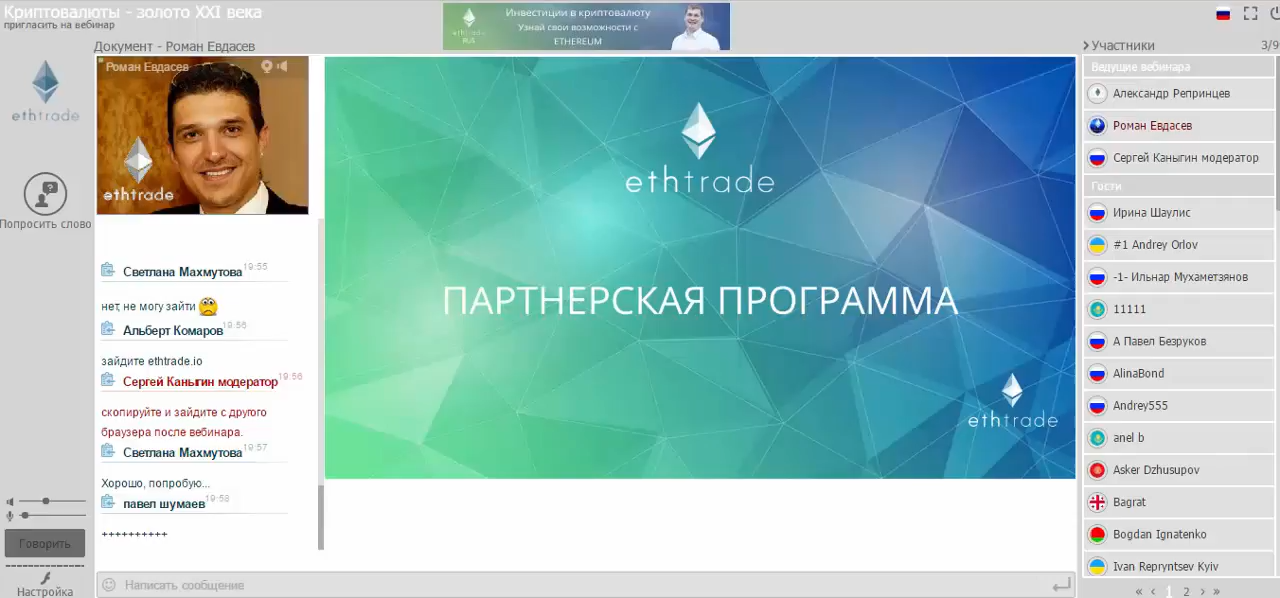 Криптовалюты - золото XXI века
пригласить на вебинар
Инвестиции в криптовалюту
Узнай свои возможности с
ETHEREUM
Документ - Роман Евдасев
Участники
3/9
ethtrade
Попросить слово
Говорить
Настройка
Роман Евдасев
ethtrade
Светлана Махмутова 19:55
нет, не могу зайти
Альберт Комаров 19:56
зайдите ethtrade.io
Сергей Каныгин модератор 19:56
скопируйте и зайдите с другого
браузера после вебинара.
Светлана Махмутова 19:57
Хорошо, попробую...
павел шумаев 19:58
++++++++++
Написать сообщение
ethtrade
ПАРТНЕРСКАЯ ПРОГРАММА
ethtrade
Ведущие вебинара
Александр Репринцев
Роман Евдасев
Сергей Каныгин модератор
Гости
Ирина Шаулис
#1 Andrey Orlov
-1- Ильнар Мухаметзянов
11111
А Павел Безруков
AlinaBond
Andrey555
anel b
Asker Dzhusupov
Bagrat
Bogdan Ignatenko
Ivan Repryntsev Kyiv
« ‹ 1 2 › »